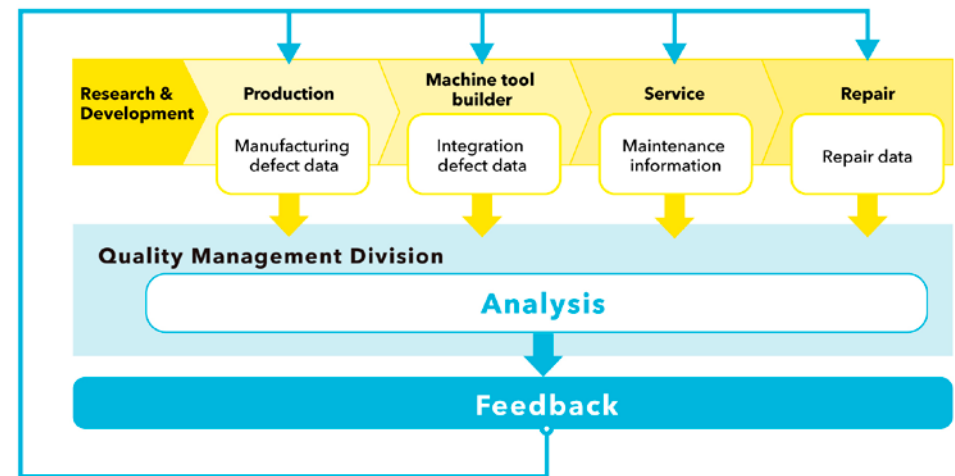 Research &
Development
Production
Machine tool
builder
Service
Repair
Manufacturing
defect data
Integration
defect data
Maintenance
information
Repair data
Quality Management Division
Analysis
Feedback